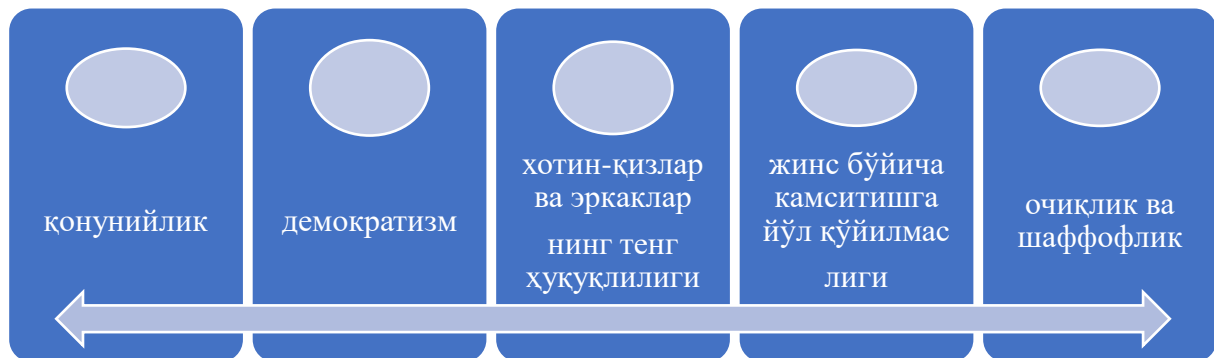 қонунийлик
демократизм
хотин-қизлар
ва эркаклар
нинг тенг
ҳуқуқлилиги
жинс бўйича
камситишга
йўл қўйилмас
лиги
очиқлик ва
шаффофлик